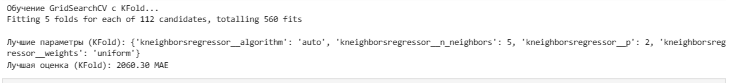 Обучение GridSearchCV с KFold...
Fitting 5 folds for each of 112 candidates, totalling 560 fits
Лучшие параметры (KFold): {'kneighborsregressor__algorithm': 'auto', 'kneighborsregressor__n_neighbors': 5, 'kneighborsregressor__p': 2, 'kneighborsreg
ressor__weights': 'uniform'}
Лучшая оценка (KFold): 2060.30 MAE